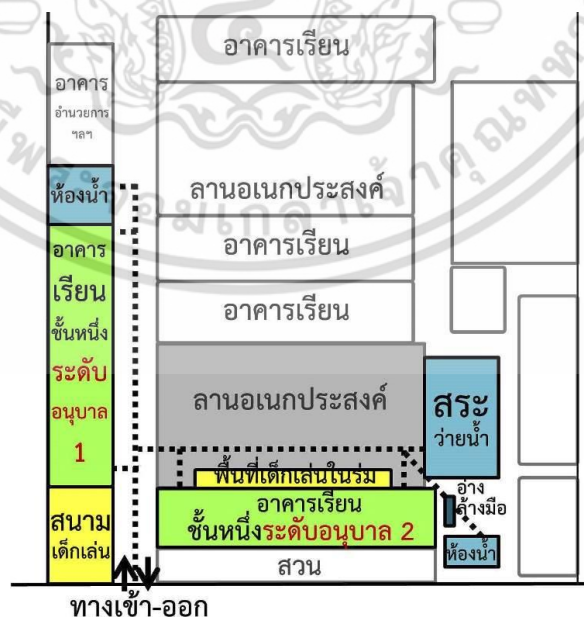 อาคารเรียน
อาคาร
อำนวยการ
ฯลฯ
ห้องน้ำ
ลานอเนกประสงค์
อาคารเรียน
อาคาร
เรียน
ชั้นหนึ่ง
ระดับ
อนุบาล
1
อาคารเรียน
ลานอเนกประสงค์
สระ
ว่ายน้ำ
พื้นที่เด็กเล่นในร่ม
อาคารเรียน
ชั้นหนึ่งระดับอนุบาล 2
อ่าง
ล้างมือ
สนาม
เด็กเล่น
ห้องน้ำ
สวน
ทางเข้า-ออก